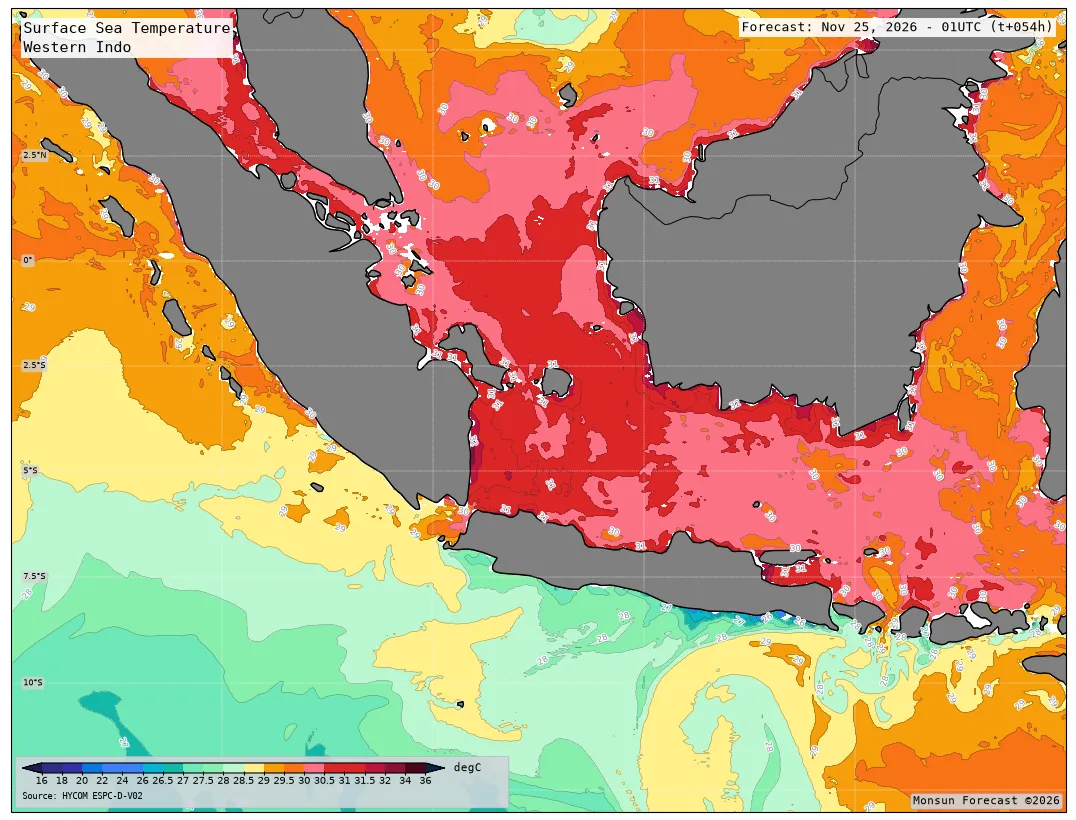 Surface Sea Temperature
Western Indo
Forecast: Nov 25, 2026 - 01UTC (t+054h)
2.5°N
0°
2.5°S
5°S
7.5°S
10°S
degC
16 18 20 22 24 26 26.5 27 27.5 28 28.5 29 29.5 30 30.5 31 31.5 32 34 36
Source: HYCOM ESPC-D-V02
Monsun Forecast ©2026